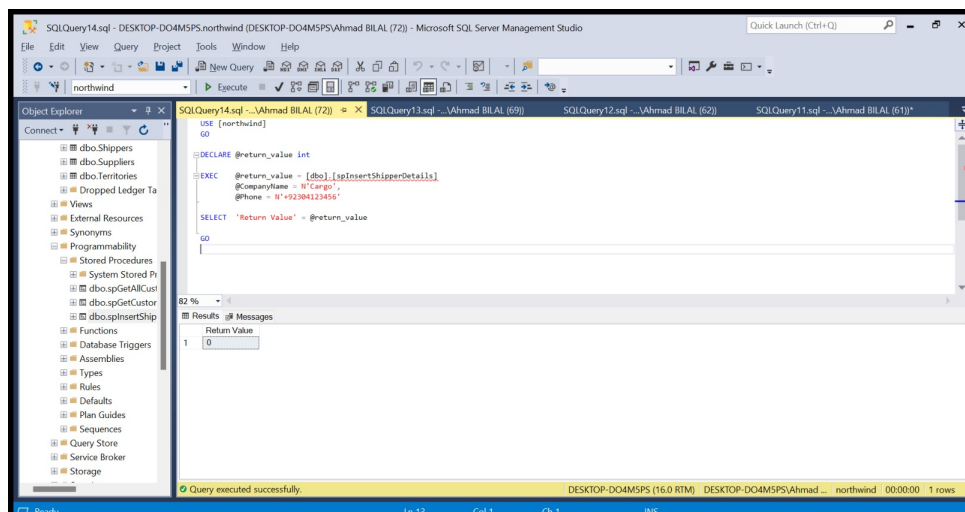 SQLQuery14.sql - DESKTOP-DO4M5PS.northwind (DESKTOP-DO4M5PS\Ahmad BILAL (72)) - Microsoft SQL Server Management Studio
Quick Launch (Ctrl+Q)
File Edit View Query Project Tools Window Help
New Query
northwind
Execute
Object Explorer
SQLQuery14.sql -...\Ahmad BILAL (72))
SQLQuery13.sql -...\Ahmad BILAL (69))
SQLQuery12.sql -...\Ahmad BILAL (62))
SQLQuery11.sql -...\Ahmad BILAL (61))*
Connect
dbo.Shippers
dbo.Suppliers
dbo.Territories
Dropped Ledger Ta
Views
External Resources
Synonyms
Programmability
Stored Procedures
System Stored Pr
dbo.spGetAllCust
dbo.spGetCustor
dbo.spInsertShip
Functions
Database Triggers
Assemblies
Types
Rules
Defaults
Plan Guides
Sequences
Query Store
Service Broker
Storage
USE [northwind]
GO
DECLARE @return_value int
EXEC @return_value = [dbo].[spInsertShipperDetails]
@CompanyName = N'Cargo',
@Phone = N'+92304123456'
SELECT 'Return Value' = @return_value
GO
82 %
Results Messages
Return Value
1 0
Query executed successfully.
DESKTOP-DO4M5PS (16.0 RTM) DESKTOP-DO4M5PS\Ahmad ... northwind 00:00:00 1 rows
Ready Ln 13 Col 1 Ch 1 INS